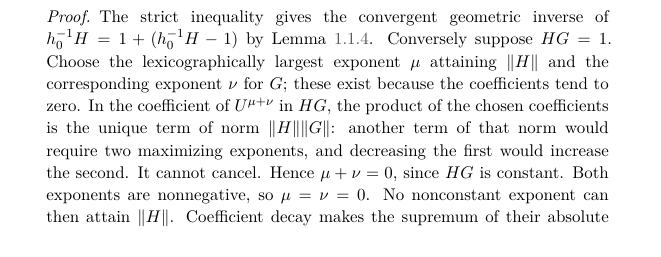 Proof. The strict inequality gives the convergent geometric inverse of
h₀⁻¹H = 1 + (h₀⁻¹H − 1) by Lemma 1.1.4. Conversely suppose HG = 1.
Choose the lexicographically largest exponent μ attaining ‖H‖ and the
corresponding exponent ν for G; these exist because the coefficients tend to
zero. In the coefficient of U^{μ+ν} in HG, the product of the chosen coefficients
is the unique term of norm ‖H‖‖G‖: another term of that norm would
require two maximizing exponents, and decreasing the first would increase
the second. It cannot cancel. Hence μ + ν = 0, since HG is constant. Both
exponents are nonnegative, so μ = ν = 0. No nonconstant exponent can
then attain ‖H‖. Coefficient decay makes the supremum of their absolute